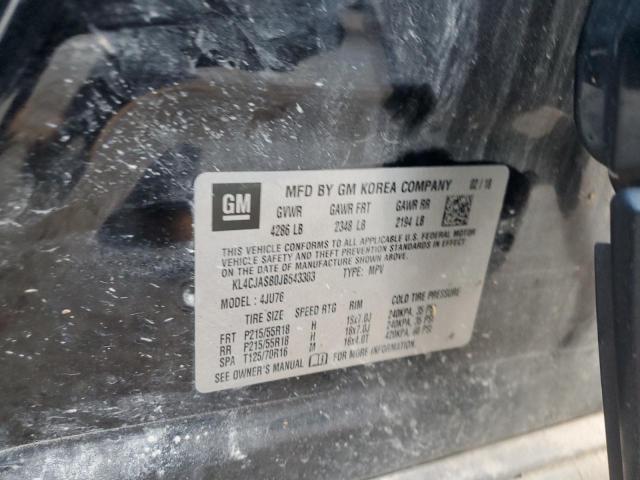 GM MFD BY GM KOREA COMPANY 02/18
GVWR GAWR FRT GAWR RR
4286 LB 2348 LB 2194 LB
THIS VEHICLE CONFORMS TO ALL APPLICABLE U.S. FEDERAL MOTOR
VEHICLE SAFETY AND THEFT PREVENTION STANDARDS IN EFFECT ON
THE DATE OF MANUFACTURE SHOWN ABOVE.
KL4CJASB0JB543303 TYPE: MPV
MODEL: 4JU76
TIRE SIZE SPEED RTG RIM COLD TIRE PRESSURE
FRT P215/55R18 H 18x7.0J 240KPA, 35 PSI
RR P215/55R18 H 18x7.0J 240KPA, 35 PSI
SPA T125/70R16 M 16x4.0T 420KPA, 60 PSI
SEE OWNER'S MANUAL FOR MORE INFORMATION.